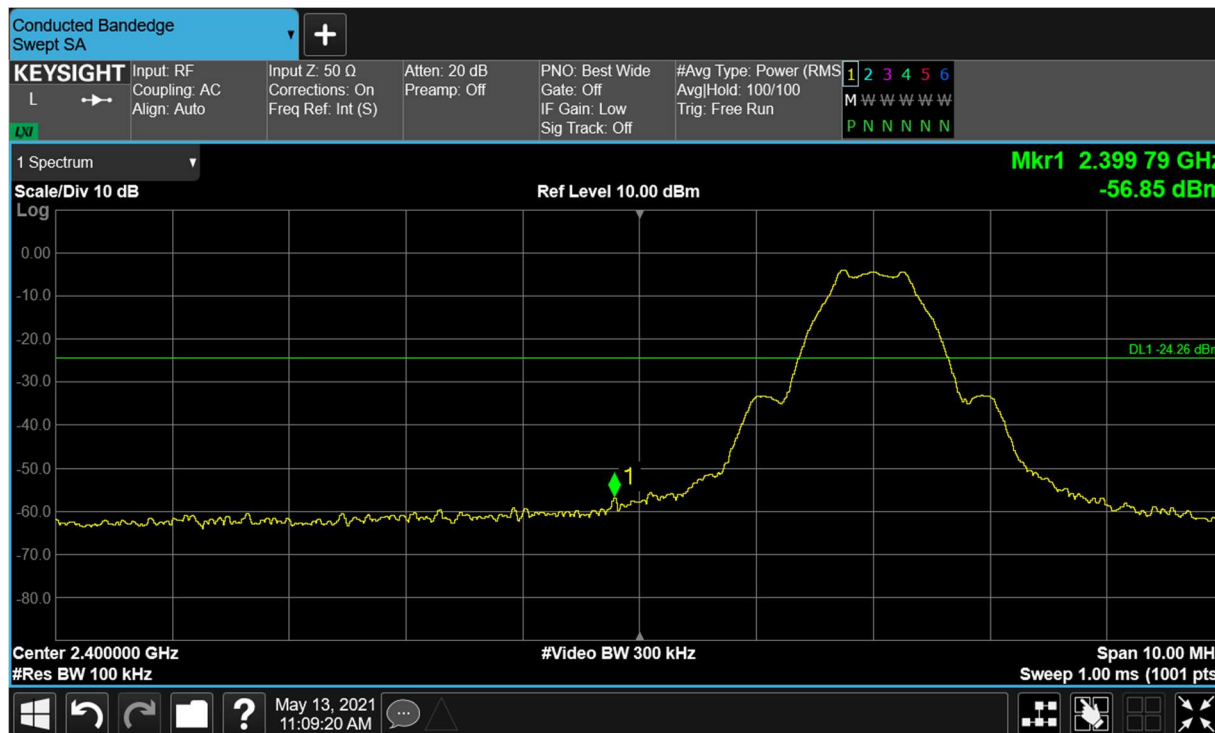 Conducted Bandedge
Swept SA
KEYSIGHT
L
LXI
Input: RF
Coupling: AC
Align: Auto
Input Z: 50 Ω
Corrections: On
Freq Ref: Int (S)
Atten: 20 dB
Preamp: Off
PNO: Best Wide
Gate: Off
IF Gain: Low
Sig Track: Off
#Avg Type: Power (RMS
Avg|Hold: 100/100
Trig: Free Run
1 2 3 4 5 6
M W W W W W
P N N N N N
1 Spectrum
Mkr1 2.399 79 GHz
-56.85 dBm
Scale/Div 10 dB
Ref Level 10.00 dBm
Log
0.00
-10.0
-20.0
DL1 -24.26 dBm
-30.0
-40.0
-50.0
1
-60.0
-70.0
-80.0
Center 2.400000 GHz
#Video BW 300 kHz
Span 10.00 MH
#Res BW 100 kHz
Sweep 1.00 ms (1001 pts
?
May 13, 2021
11:09:20 AM